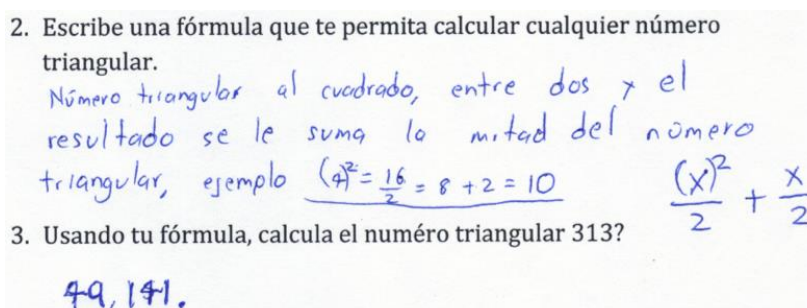 2. Escribe una fórmula que te permita calcular cualquier número
triangular.
Número triangular al cuadrado, entre dos y el
resultado se le suma la mitad del número
triangular, ejemplo (4)² = 16/2 = 8 + 2 = 10
(x)²/2 + x/2
3. Usando tu fórmula, calcula el numéro triangular 313?
49,141.